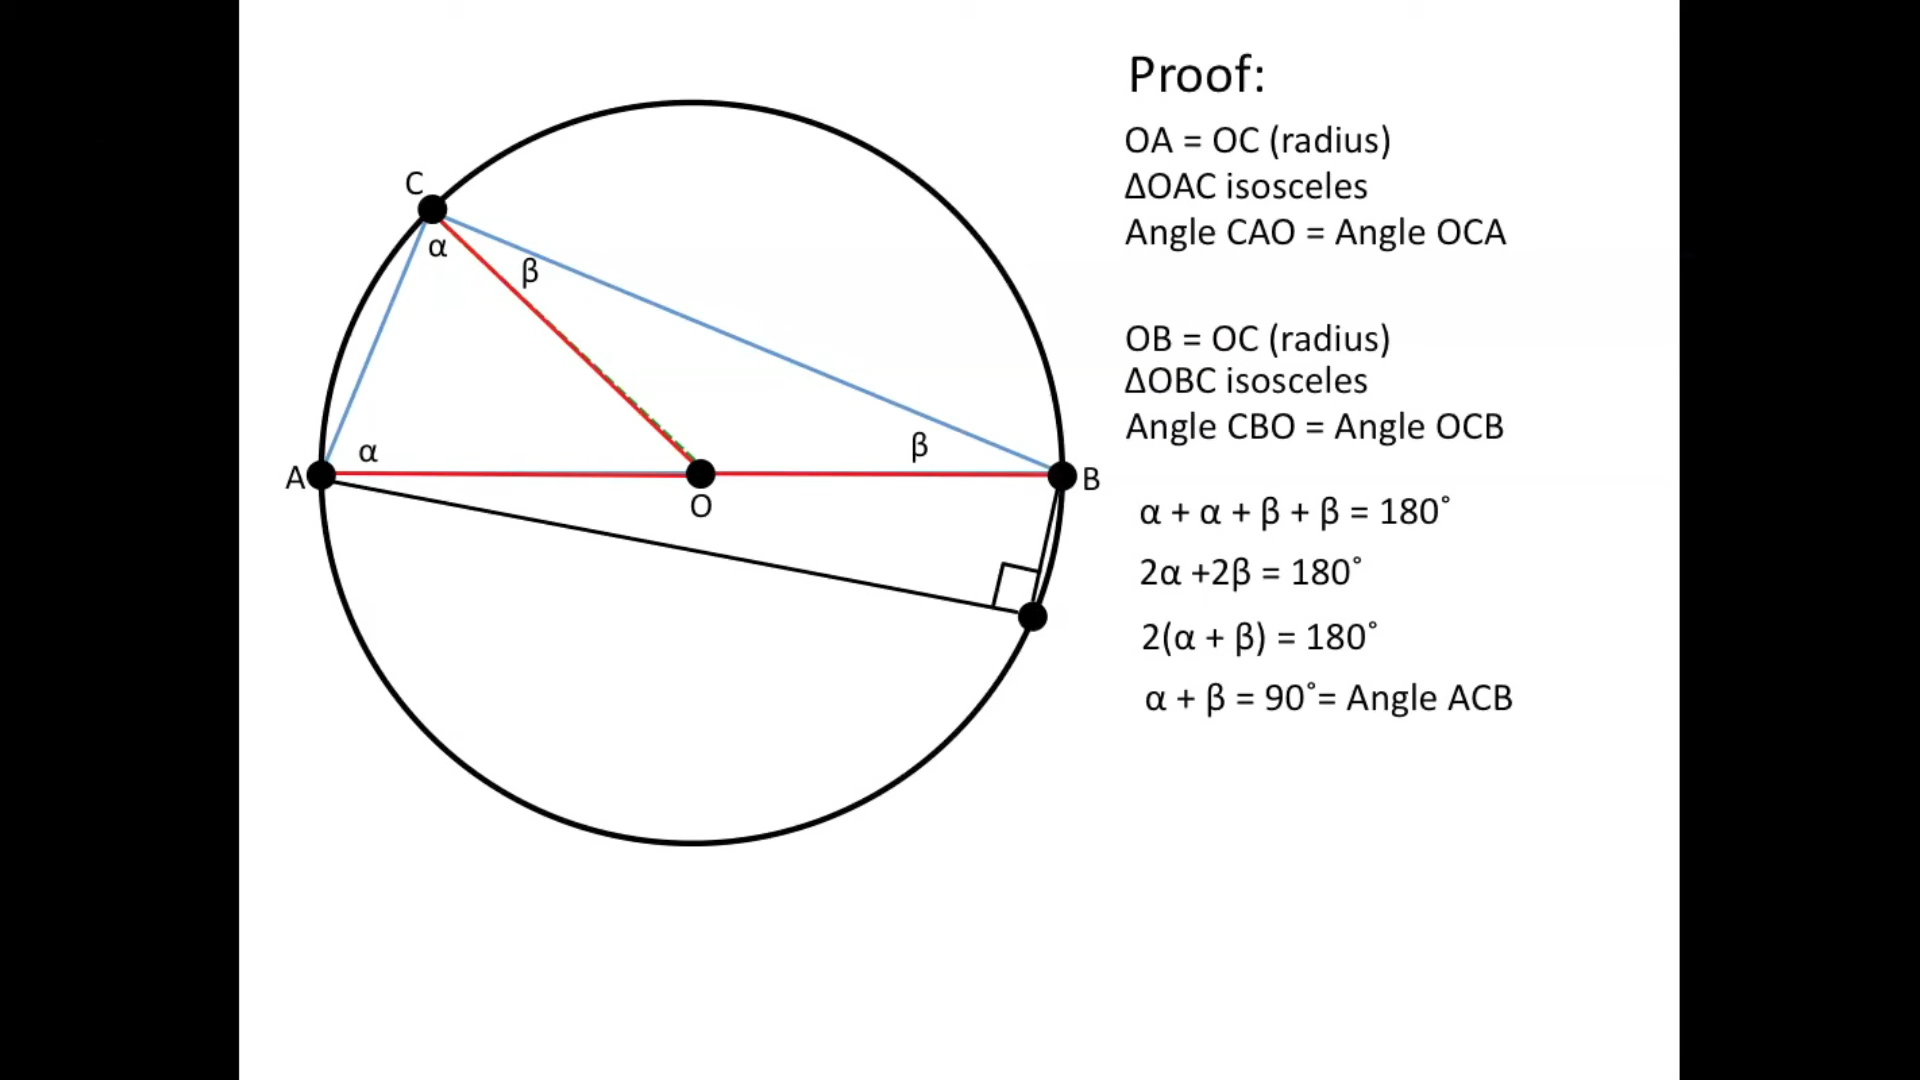 Proof:
OA = OC (radius)
ΔOAC isosceles
Angle CAO = Angle OCA
OB = OC (radius)
ΔOBC isosceles
Angle CBO = Angle OCB
α + α + β + β = 180˚
2α +2β = 180˚
2(α + β) = 180˚
α + β = 90˚= Angle ACB
C
α
β
α
β
A
O
B